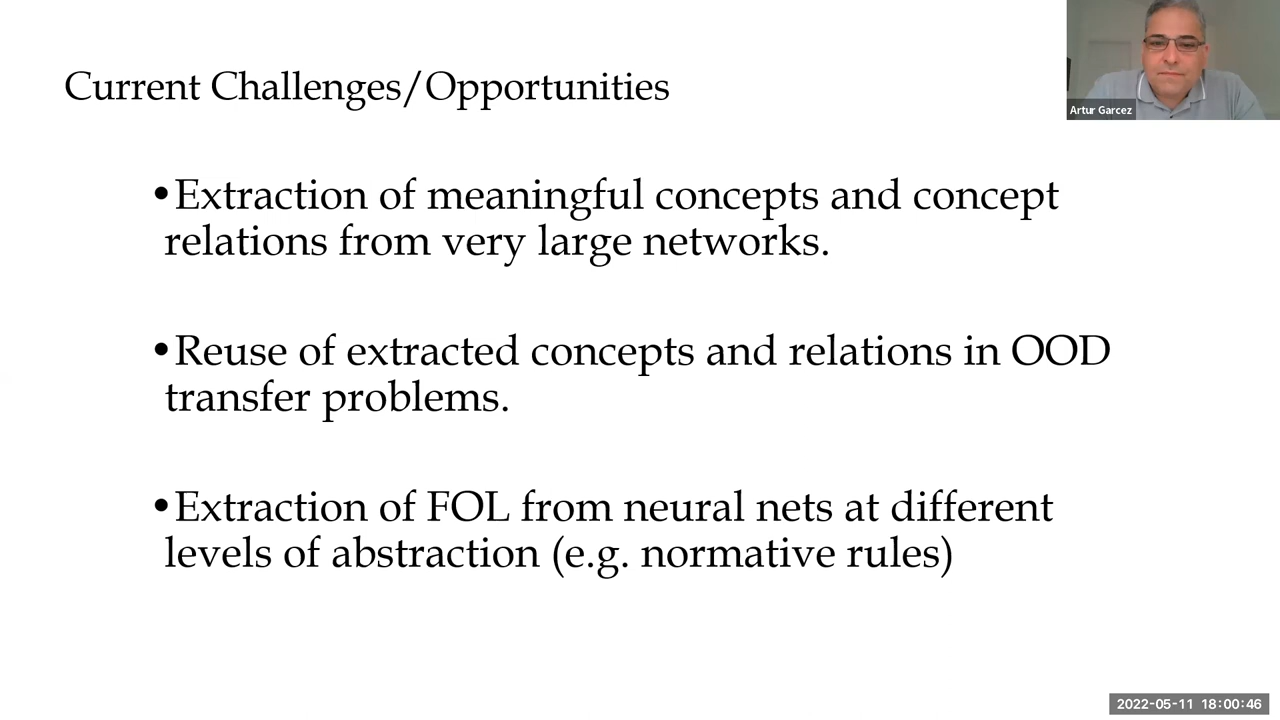 Current Challenges/Opportunities
Artur Garcez
•Extraction of meaningful concepts and concept
relations from very large networks.
•Reuse of extracted concepts and relations in OOD
transfer problems.
•Extraction of FOL from neural nets at different
levels of abstraction (e.g. normative rules)
2022-05-11 18:00:46